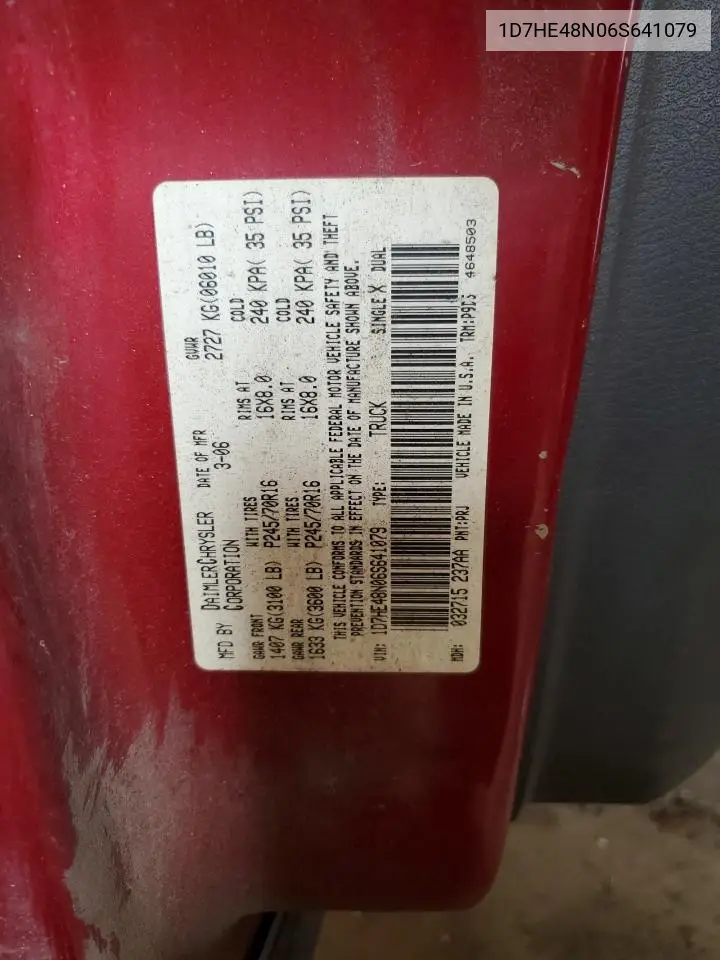 1D7HE48N06S641079
MFD BY DAIMLERCHRYSLER CORPORATION
DATE OF MFR 3-06
GVWR 2727 KG(06010 LB)
GAWR FRONT WITH TIRES RIMS AT COLD
1407 KG(3100 LB) P245/70R16 16X8.0 240 KPA( 35 PSI)
GAWR REAR WITH TIRES RIMS AT COLD
1633 KG(3600 LB) P245/70R16 16X8.0 240 KPA( 35 PSI)
THIS VEHICLE CONFORMS TO ALL APPLICABLE FEDERAL MOTOR VEHICLE SAFETY AND THEFT
PREVENTION STANDARDS IN EFFECT ON THE DATE OF MANUFACTURE SHOWN ABOVE.
VIN: 1D7HE48N06S641079 TYPE: TRUCK SINGLE X DUAL
MDH: 032715 237AA PNT:PRJ VEHICLE MADE IN U.S.A. TRM:P9D3
4648503